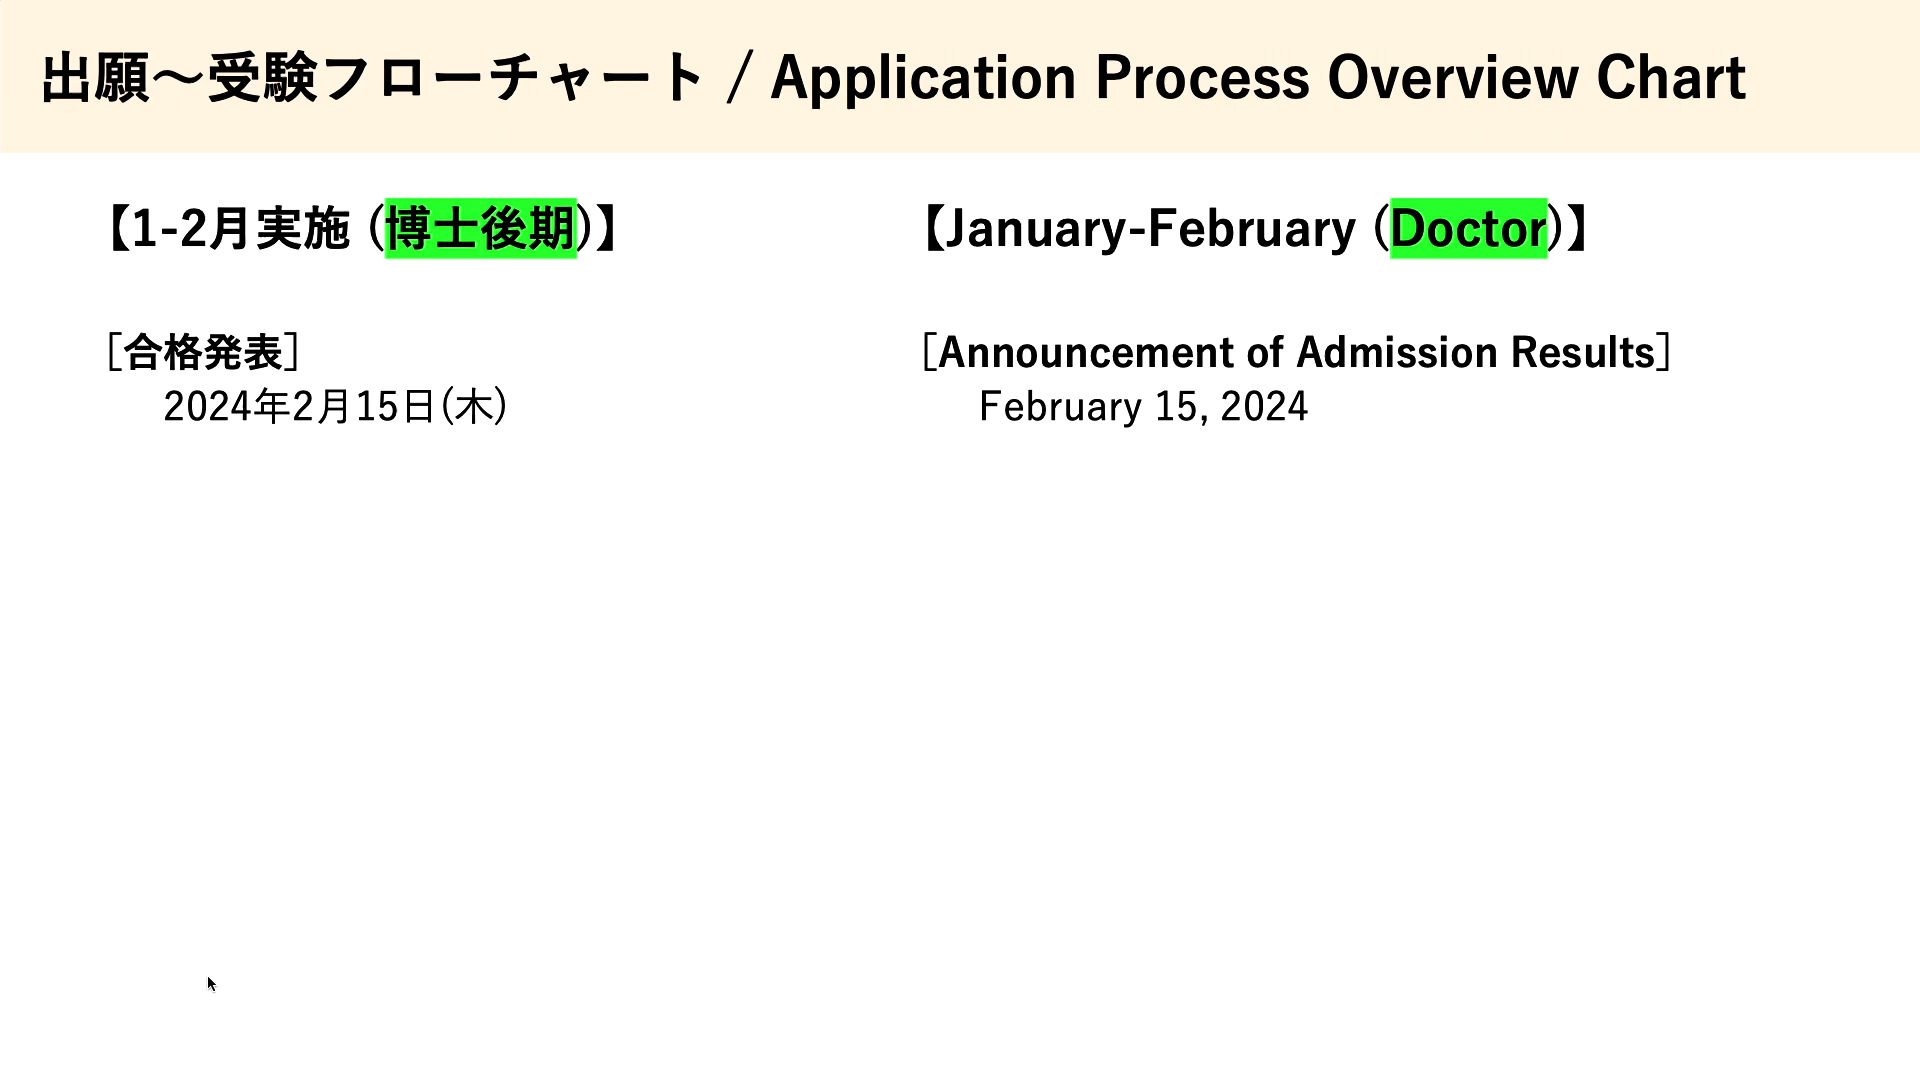 出願～受験フローチャート / Application Process Overview Chart
【1-2月実施 (博士後期)】
[合格発表]
2024年2月15日(木)
【January-February (Doctor)】
[Announcement of Admission Results]
February 15, 2024